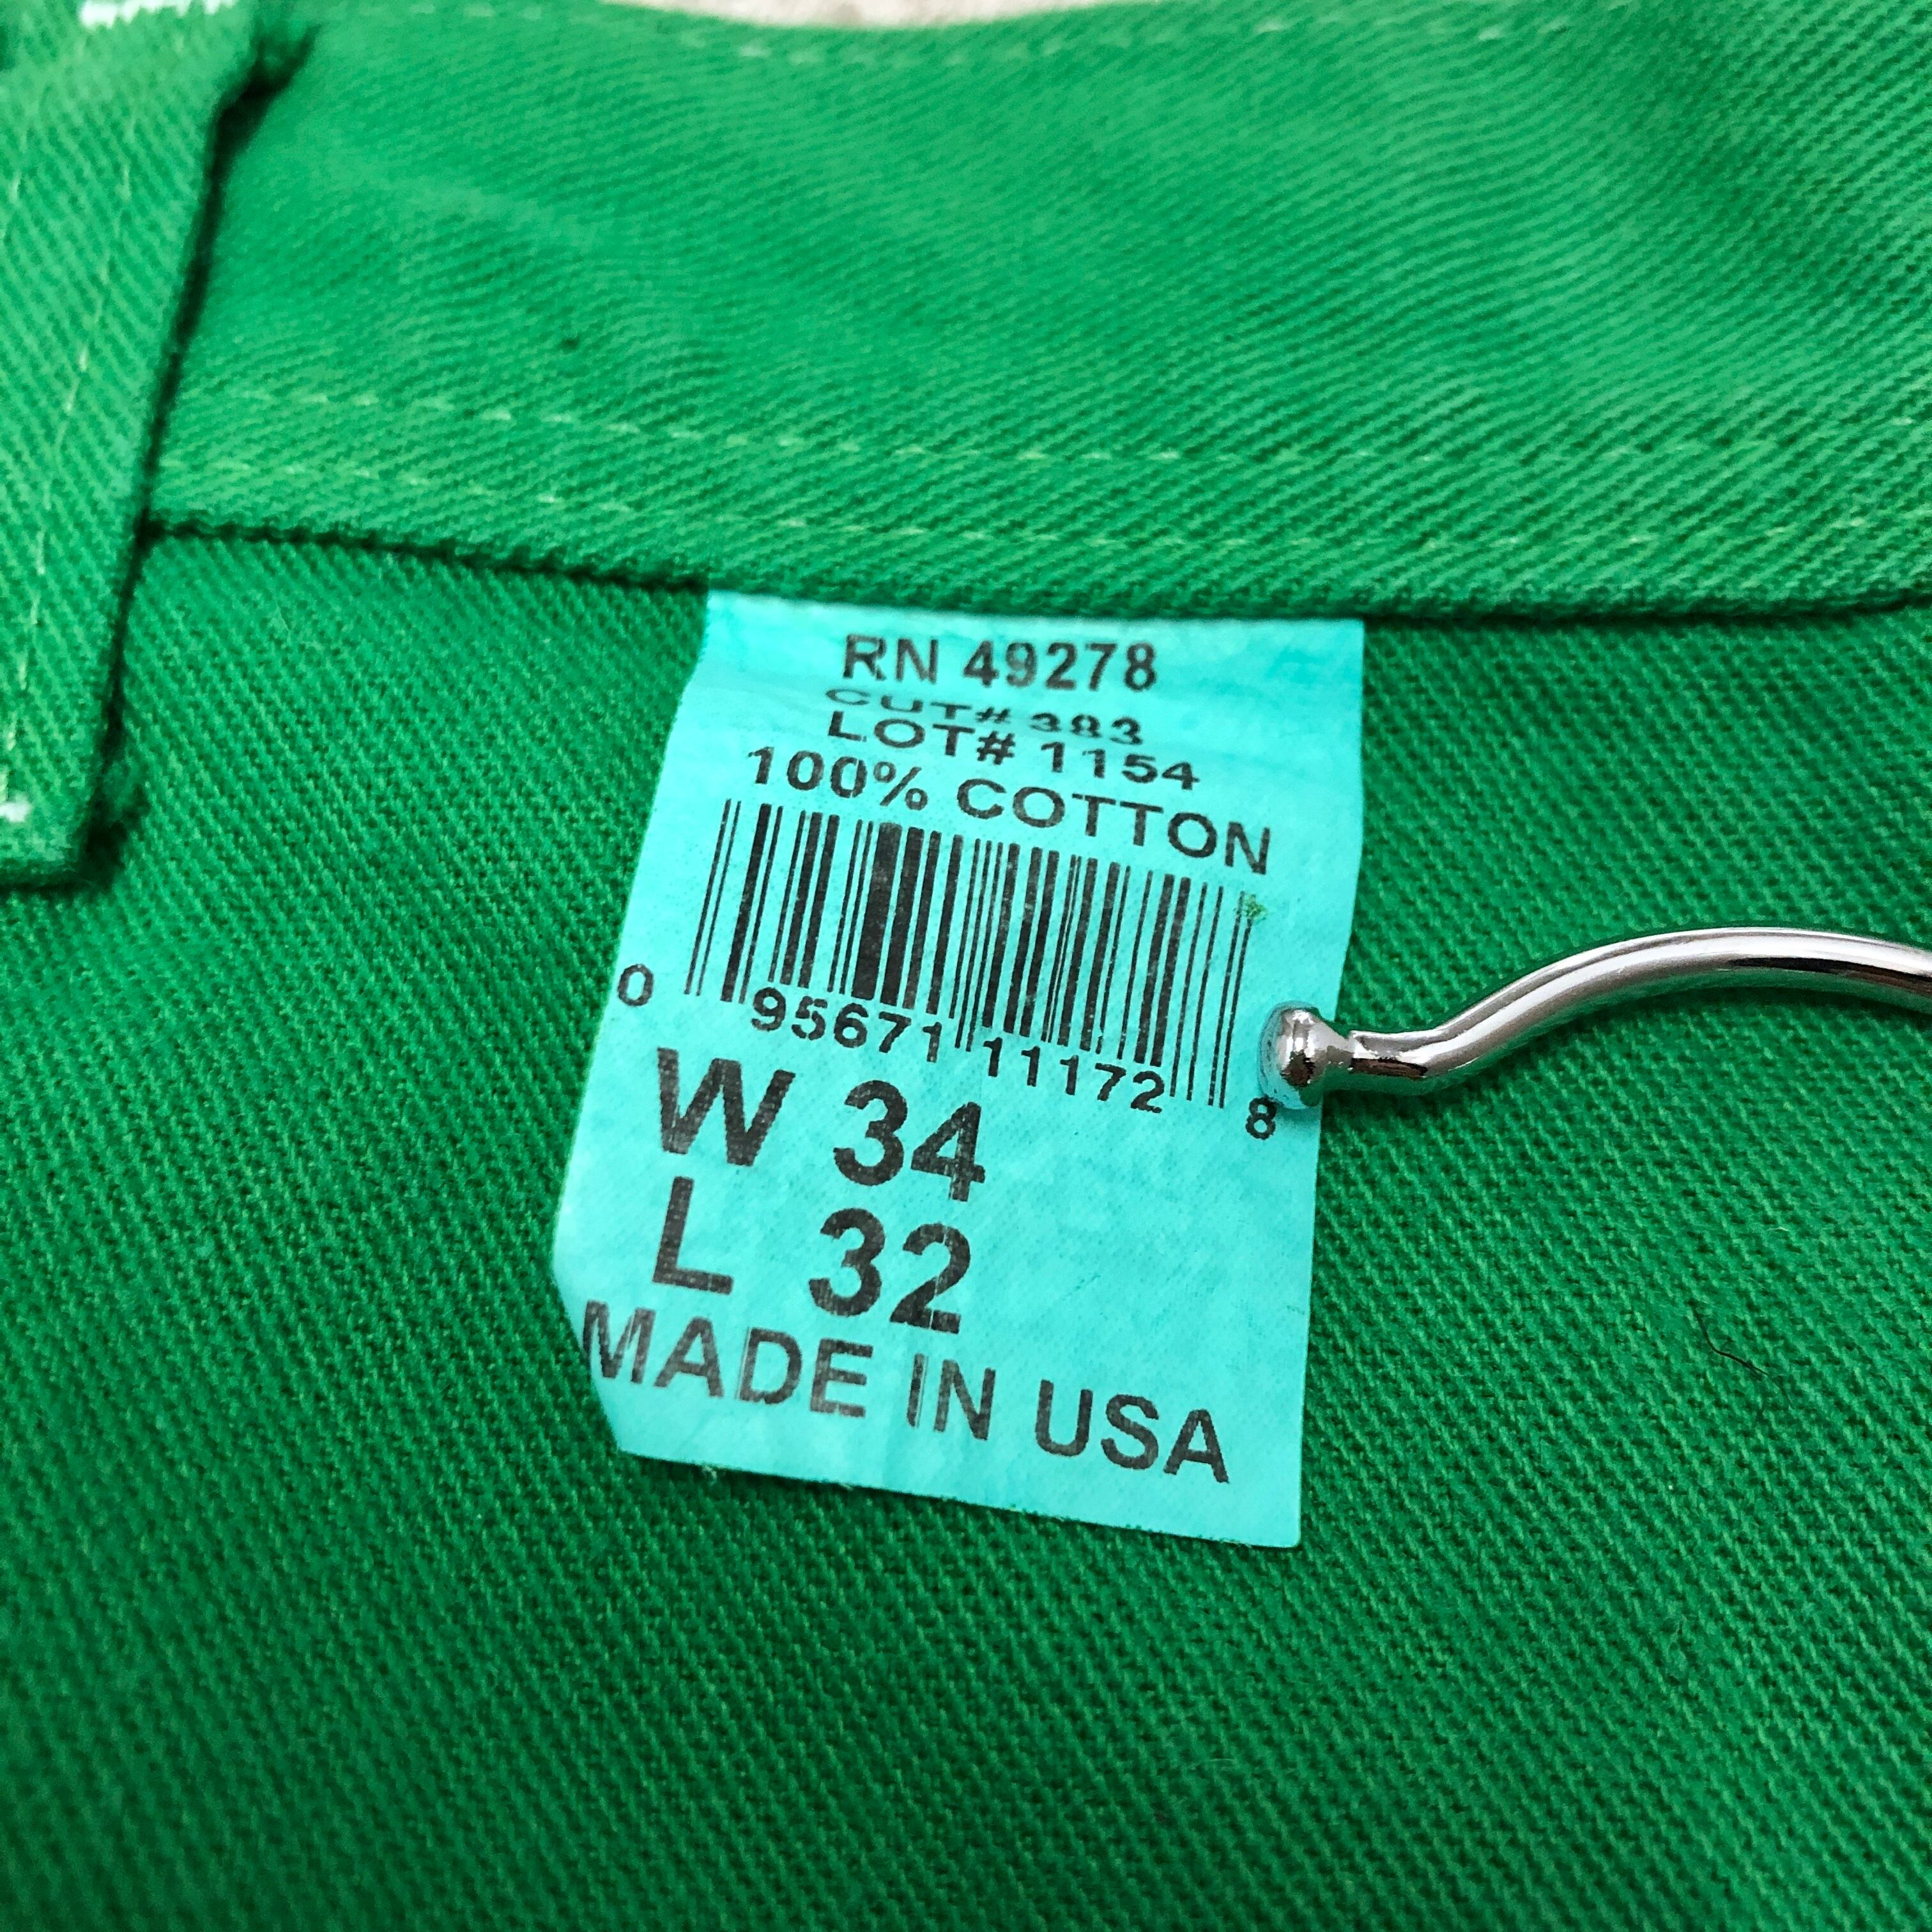 RN 49278
CUT# 383
LOT# 1154
100% COTTON
0 95671 11172 8
W 34
L 32
MADE IN USA